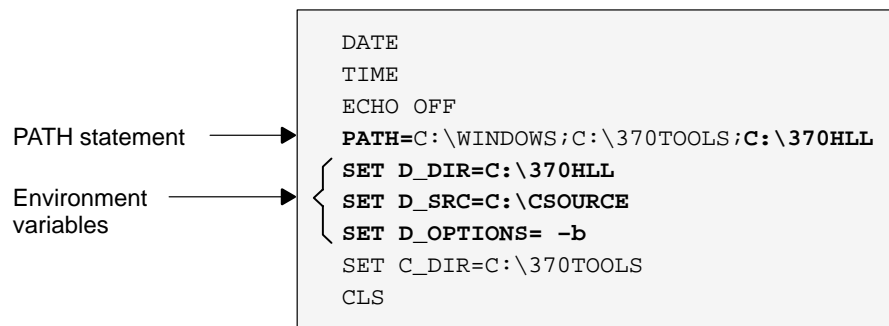 DATE
TIME
ECHO OFF
PATH statement
PATH=C:\WINDOWS;C:\370TOOLS;C:\370HLL
Environment
variables
SET D_DIR=C:\370HLL
SET D_SRC=C:\CSOURCE
SET D_OPTIONS= –b
SET C_DIR=C:\370TOOLS
CLS